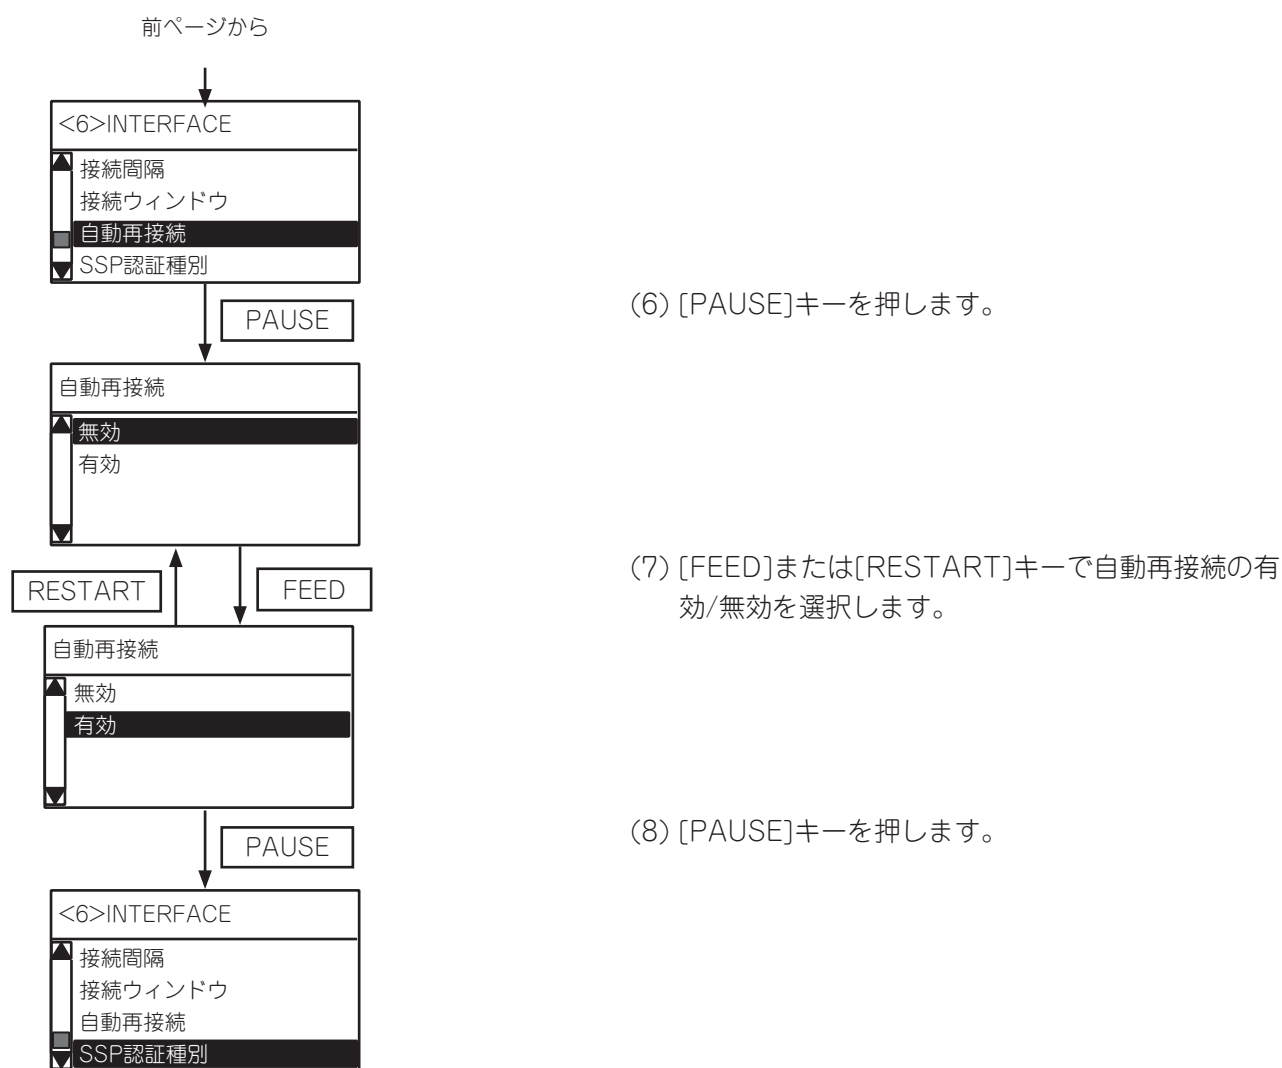 前ページから
<6>INTERFACE
接続間隔
接続ウィンドウ
自動再接続
SSP認証種別
PAUSE
(6) [PAUSE]キーを押します。
自動再接続
無効
有効
RESTART
FEED
(7) [FEED]または[RESTART]キーで自動再接続の有
効/無効を選択します。
自動再接続
無効
有効
PAUSE
(8) [PAUSE]キーを押します。
<6>INTERFACE
接続間隔
接続ウィンドウ
自動再接続
SSP認証種別